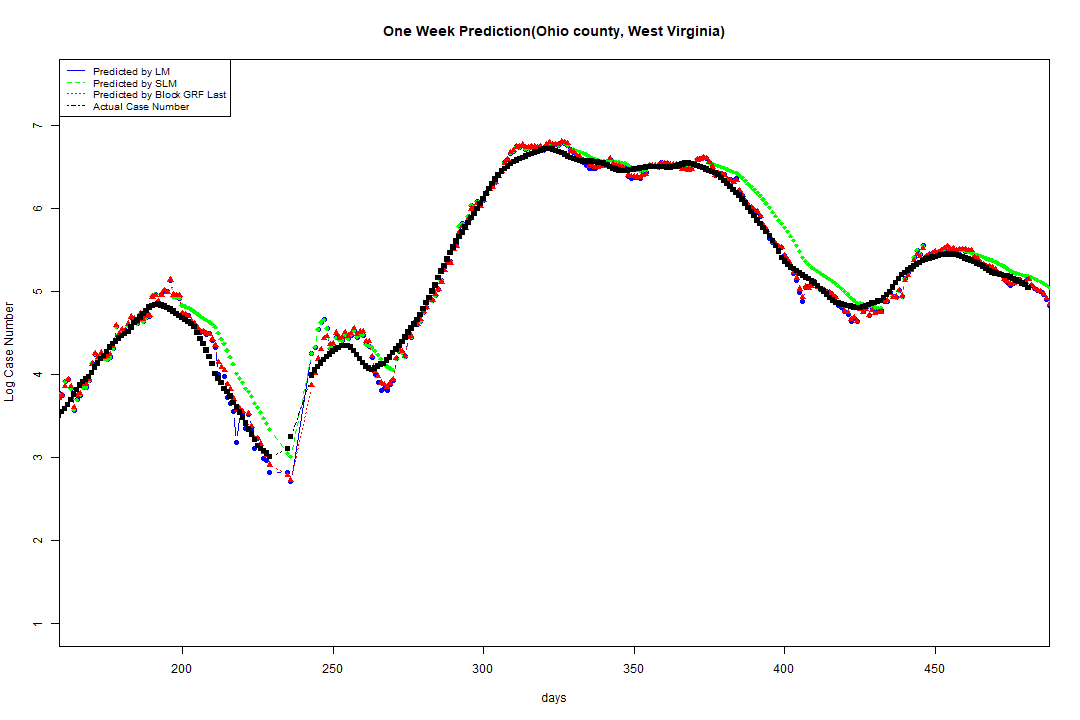 One Week Prediction(Ohio county, West Virginia)
Predicted by LM
Predicted by SLM
Predicted by Block GRF Last
Actual Case Number
Log Case Number
7
6
5
4
3
2
1
200
250
300
350
400
450
days